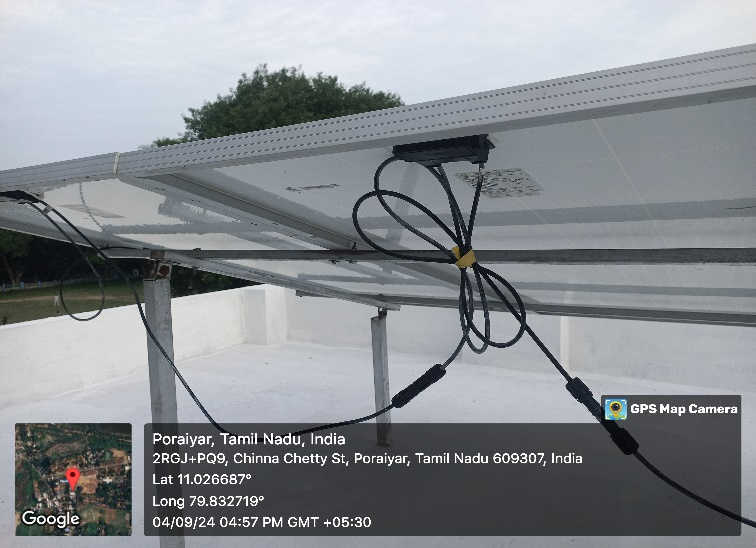 GPS Map Camera
Poraiyar, Tamil Nadu, India
2RGJ+PQ9, Chinna Chetty St, Poraiyar, Tamil Nadu 609307, India
Lat 11.026687°
Long 79.832719°
04/09/24 04:57 PM GMT +05:30
Google